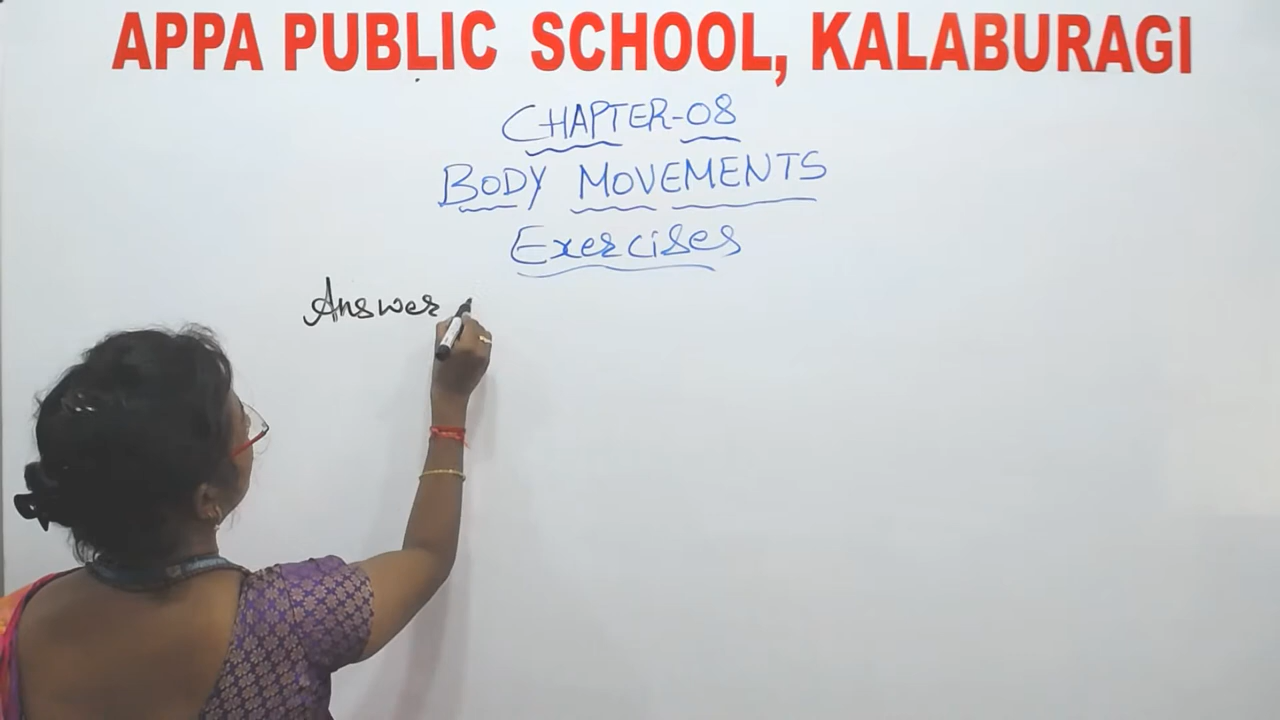 APPA PUBLIC SCHOOL, KALABURAGI
CHAPTER-08
BODY MOVEMENTS
Exercises
Answer